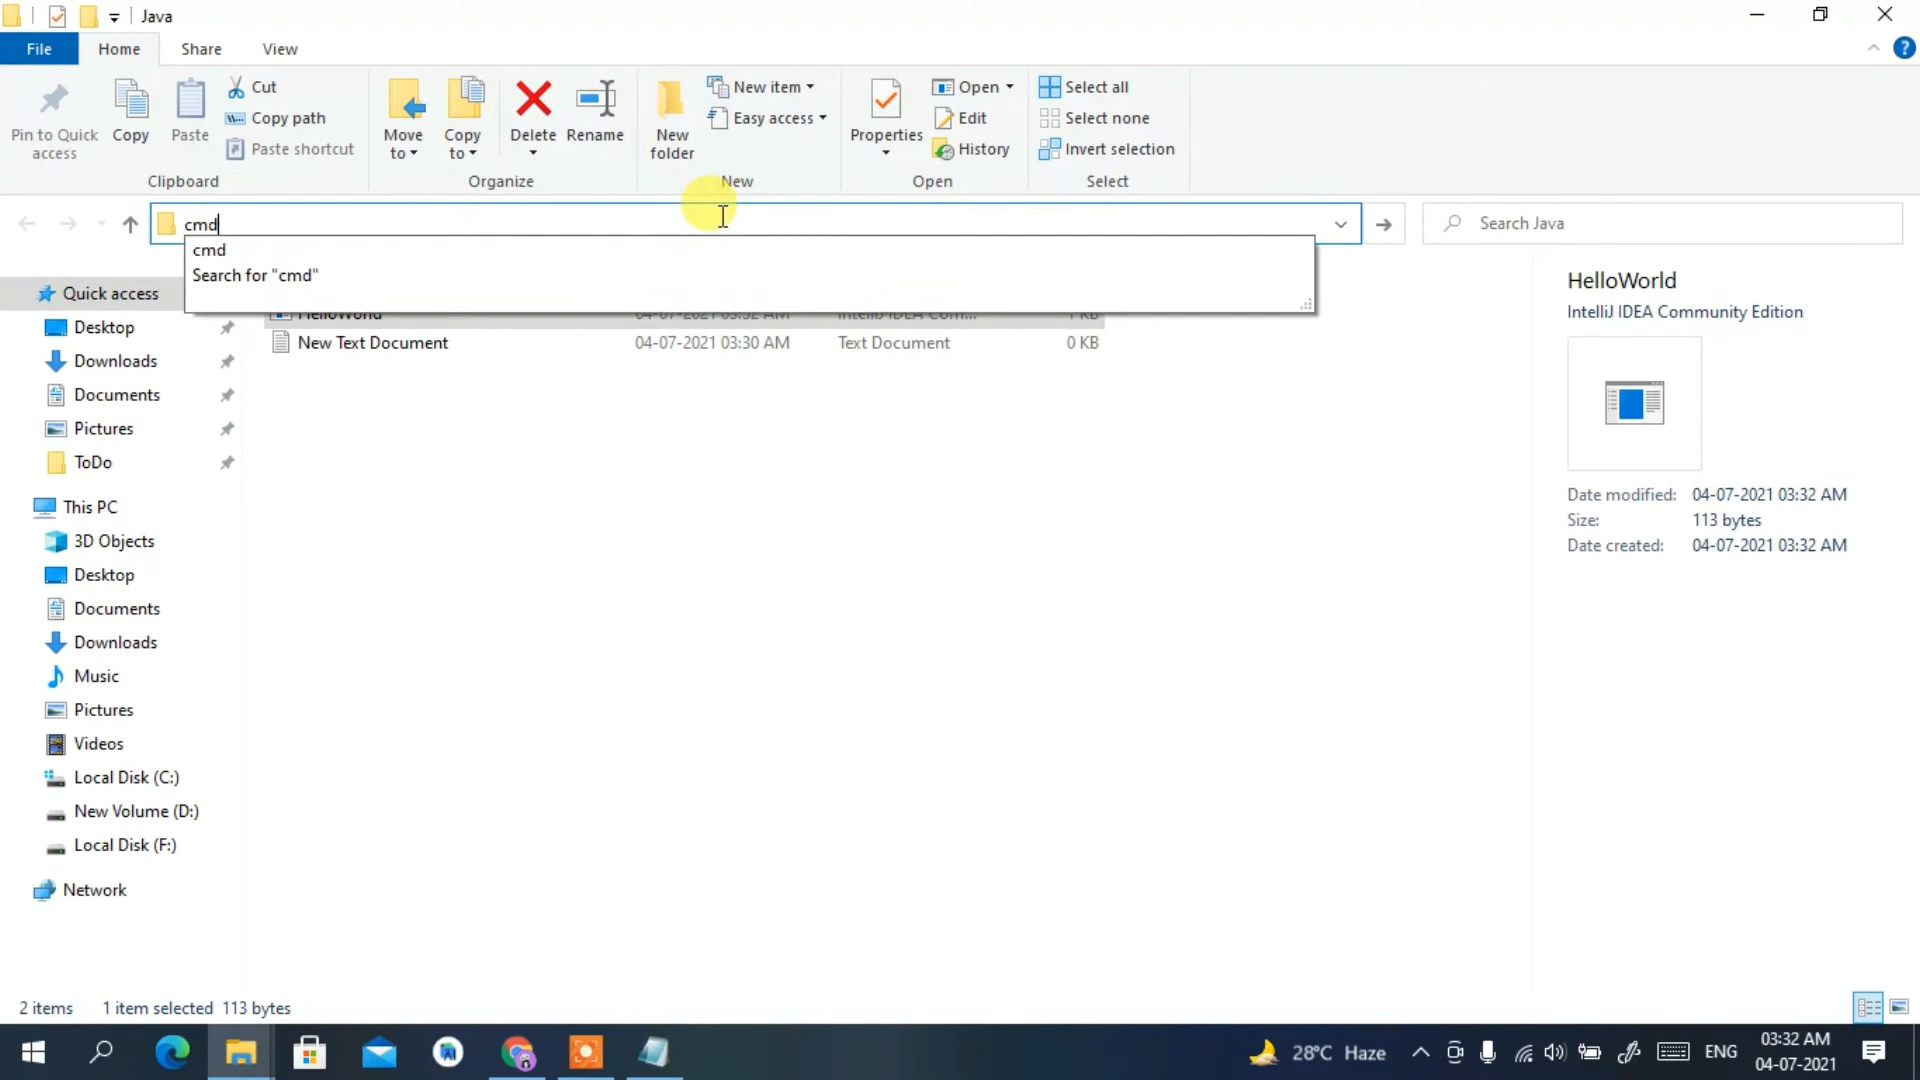 Java
File Home Share View
Pin to Quick access
Copy
Paste
Cut
Copy path
Paste shortcut
Clipboard
Move to
Copy to
Delete
Rename
Organize
New folder
New item
Easy access
New
Properties
Open
Edit
History
Open
Select all
Select none
Invert selection
Select
cmd
Search Java
cmd
Search for "cmd"
HelloWorld 04-07-2021 03:32 AM IntelliJ IDEA Com... 1 KB
New Text Document 04-07-2021 03:30 AM Text Document 0 KB
Quick access
Desktop
Downloads
Documents
Pictures
ToDo
This PC
3D Objects
Desktop
Documents
Downloads
Music
Pictures
Videos
Local Disk (C:)
New Volume (D:)
Local Disk (F:)
Network
HelloWorld
IntelliJ IDEA Community Edition
Date modified: 04-07-2021 03:32 AM
Size: 113 bytes
Date created: 04-07-2021 03:32 AM
2 items 1 item selected 113 bytes
28°C Haze
ENG
03:32 AM
04-07-2021